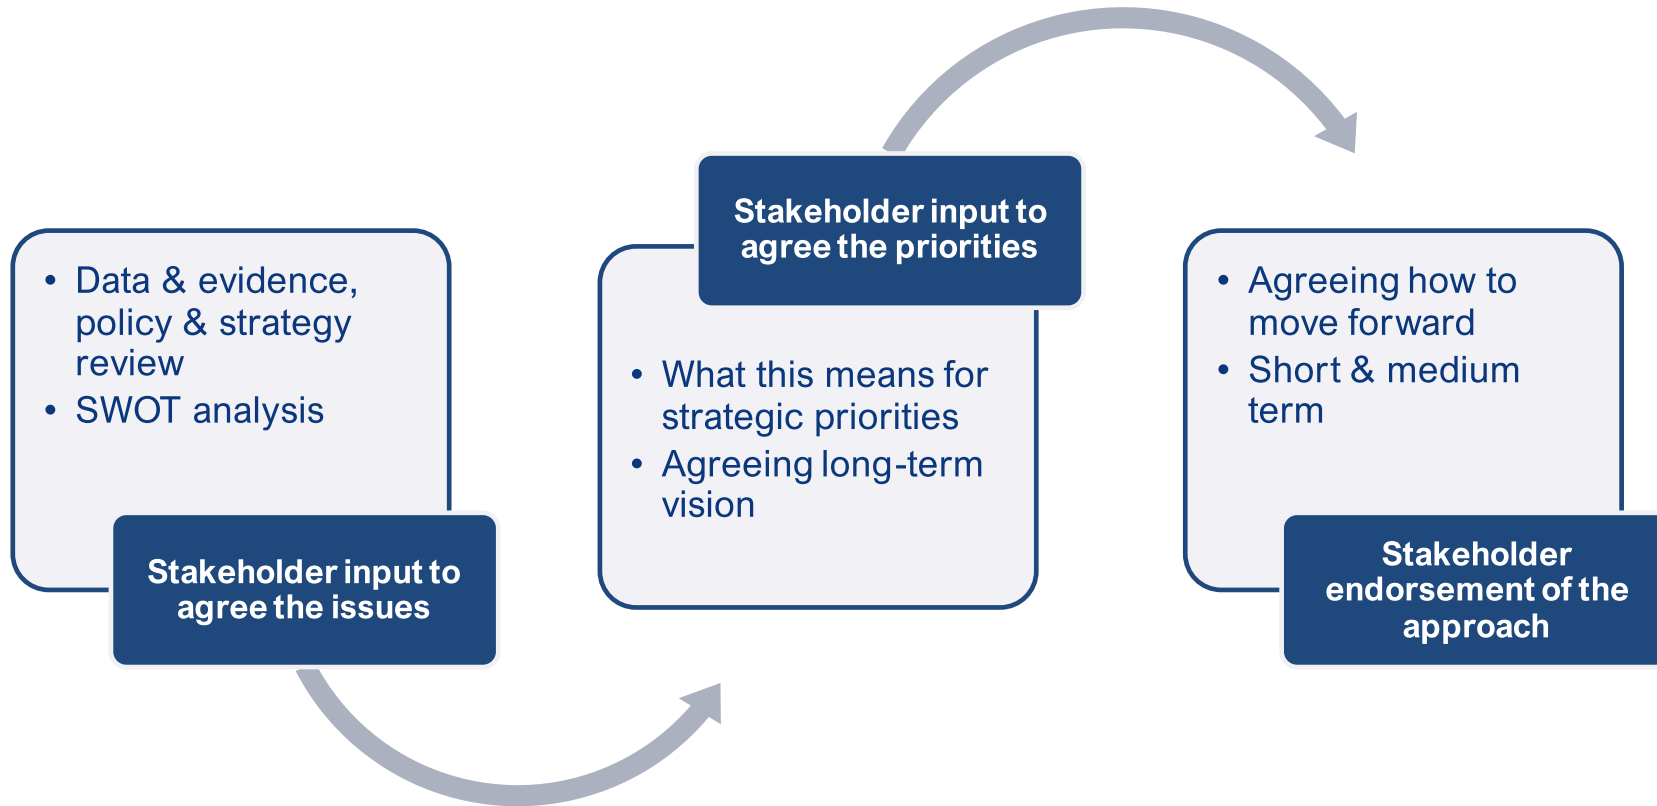 • Data & evidence,
policy & strategy
review
• SWOT analysis
Stakeholder input to
agree the issues
Stakeholder input to
agree the priorities
• What this means for
strategic priorities
• Agreeing long-term
vision
• Agreeing how to
move forward
• Short & medium
term
Stakeholder
endorsement of the
approach